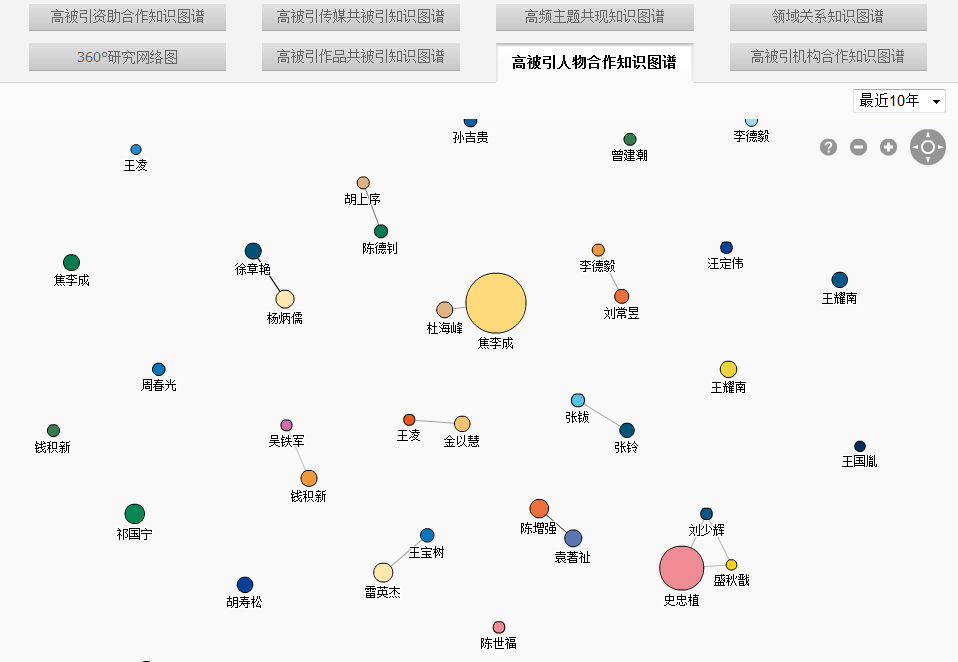 高被引资助合作知识图谱
高被引传媒共被引知识图谱
高频主题共现知识图谱
领域关系知识图谱
360°研究网络图
高被引作品共被引知识图谱
高被引人物合作知识图谱
高被引机构合作知识图谱
最近10年
孙吉贵
李德毅
曾建潮
王凌
胡上序
陈德钊
徐章艳
李德毅
汪定伟
焦李成
王耀南
杨炳儒
刘常昱
杜海峰
焦李成
周春光
王耀南
张钹
王凌
金以慧
吴铁军
钱积新
张铃
王国胤
钱积新
陈增强
刘少辉
祁国宁
王宝树
袁著祉
盛秋戬
雷英杰
史忠植
胡寿松
陈世福